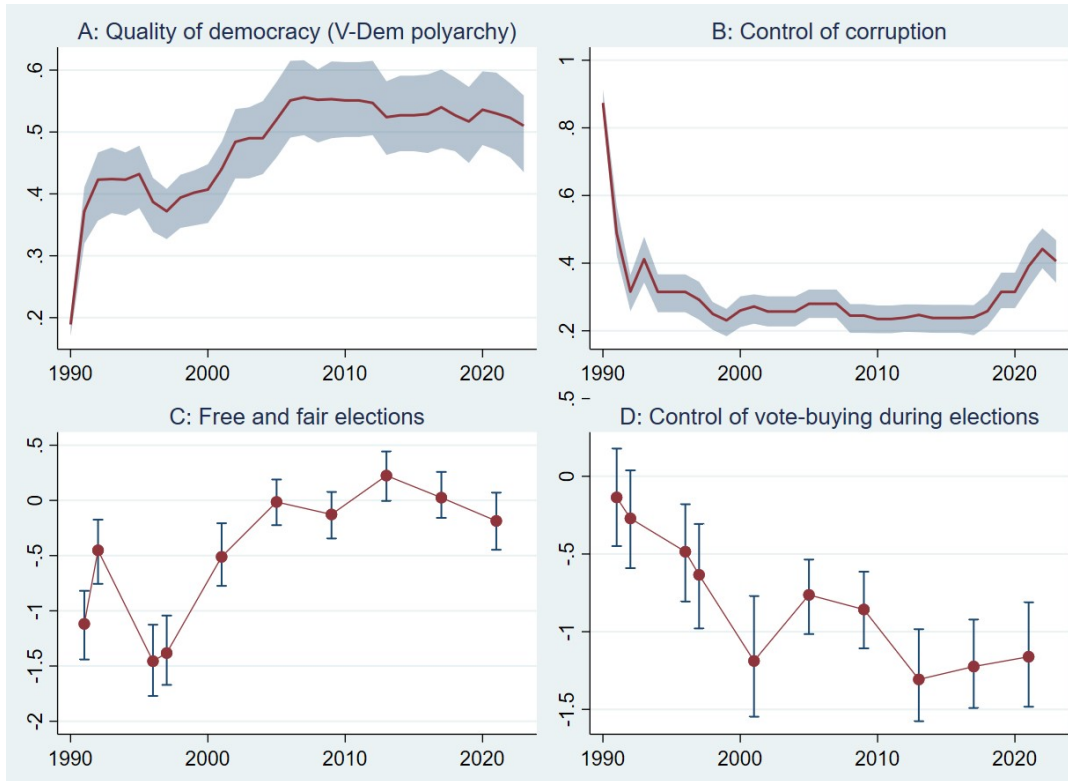 A: Quality of democracy (V-Dem polyarchy)
.6
.5
.4
.3
.2
1990 2000 2010 2020
B: Control of corruption
1
.8
.6
.4
.2
1990 2000 2010 2020
C: Free and fair elections
.5
0
-.5
-1
-1.5
-2
1990 2000 2010 2020
.5
D: Control of vote-buying during elections
0
-.5
-1
-1.5
1990 2000 2010 2020